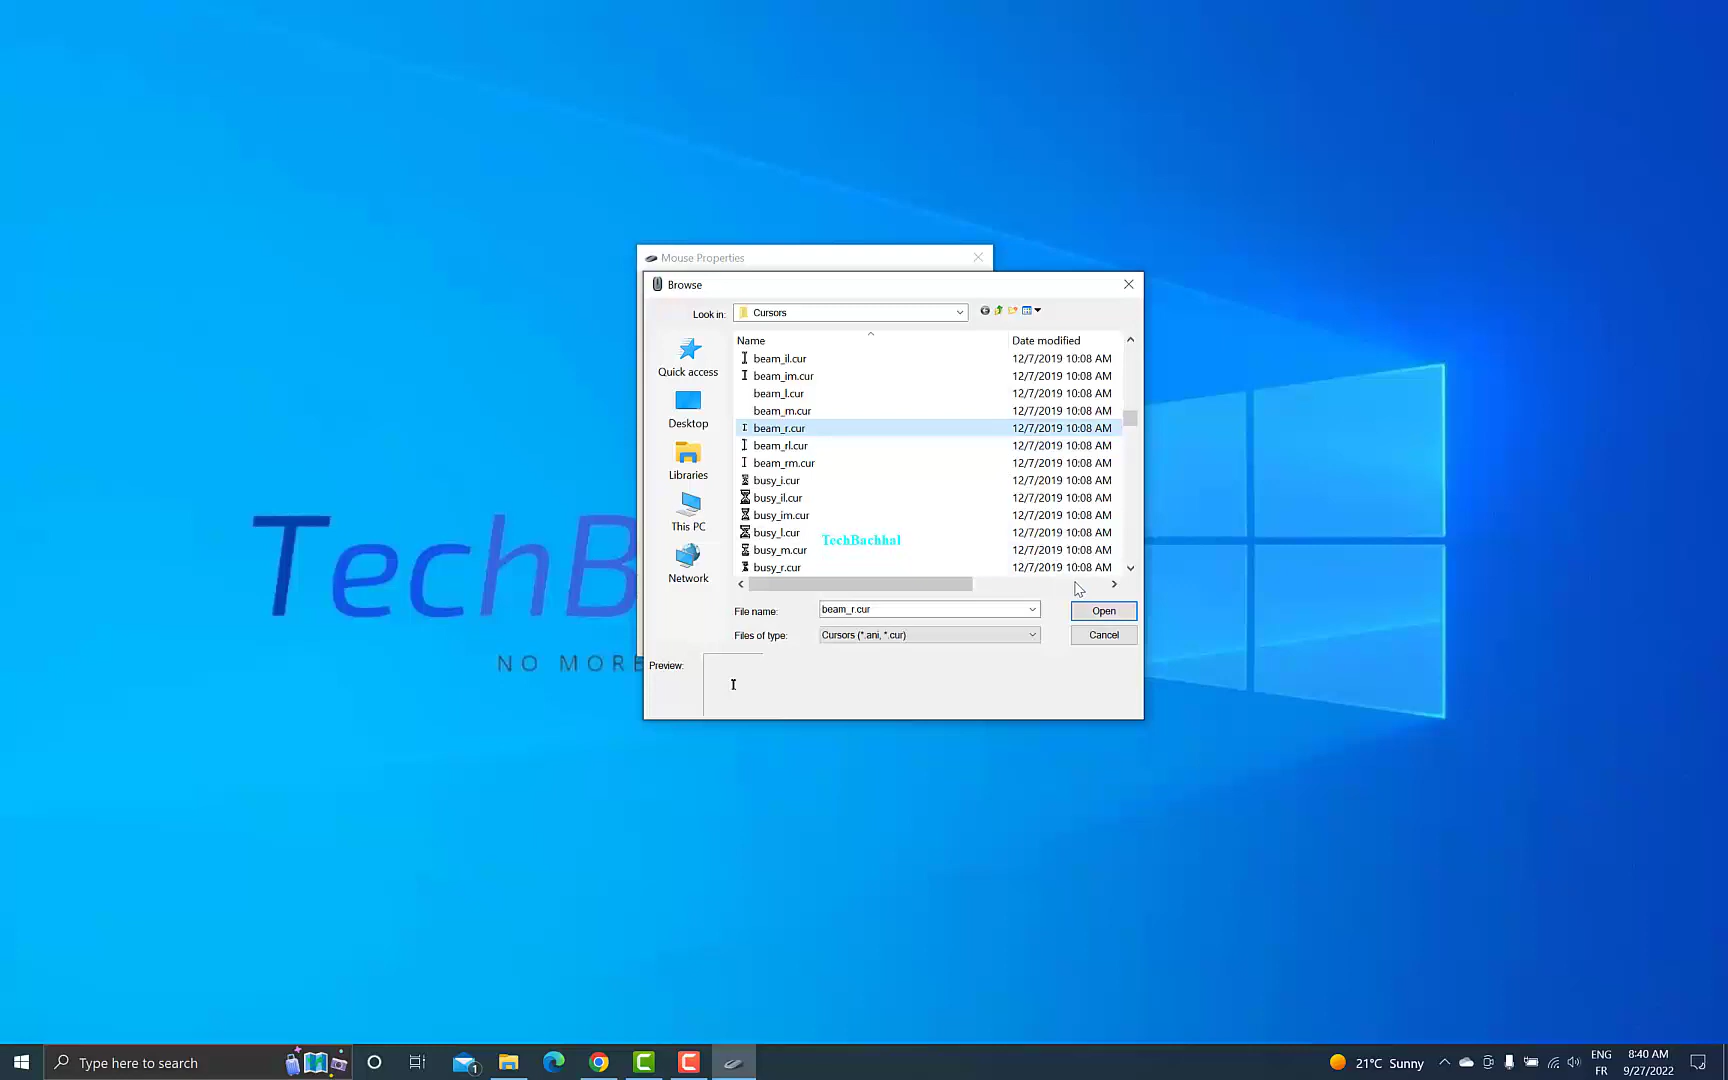 Mouse Properties
Browse
Look in:
Cursors
Name
Date modified
beam_il.cur
12/7/2019 10:08 AM
beam_im.cur
12/7/2019 10:08 AM
beam_l.cur
12/7/2019 10:08 AM
beam_m.cur
12/7/2019 10:08 AM
beam_r.cur
12/7/2019 10:08 AM
beam_rl.cur
12/7/2019 10:08 AM
beam_rm.cur
12/7/2019 10:08 AM
busy_i.cur
12/7/2019 10:08 AM
busy_il.cur
12/7/2019 10:08 AM
busy_im.cur
12/7/2019 10:08 AM
busy_l.cur
12/7/2019 10:08 AM
busy_m.cur
12/7/2019 10:08 AM
busy_r.cur
12/7/2019 10:08 AM
Quick access
Desktop
Libraries
This PC
Network
TechBachhal
File name:
beam_r.cur
Open
Files of type:
Cursors (*.ani, *.cur)
Cancel
Preview:
TechB
NO MORE
Type here to search
1
21°C Sunny
ENG
FR
8:40 AM
9/27/2022